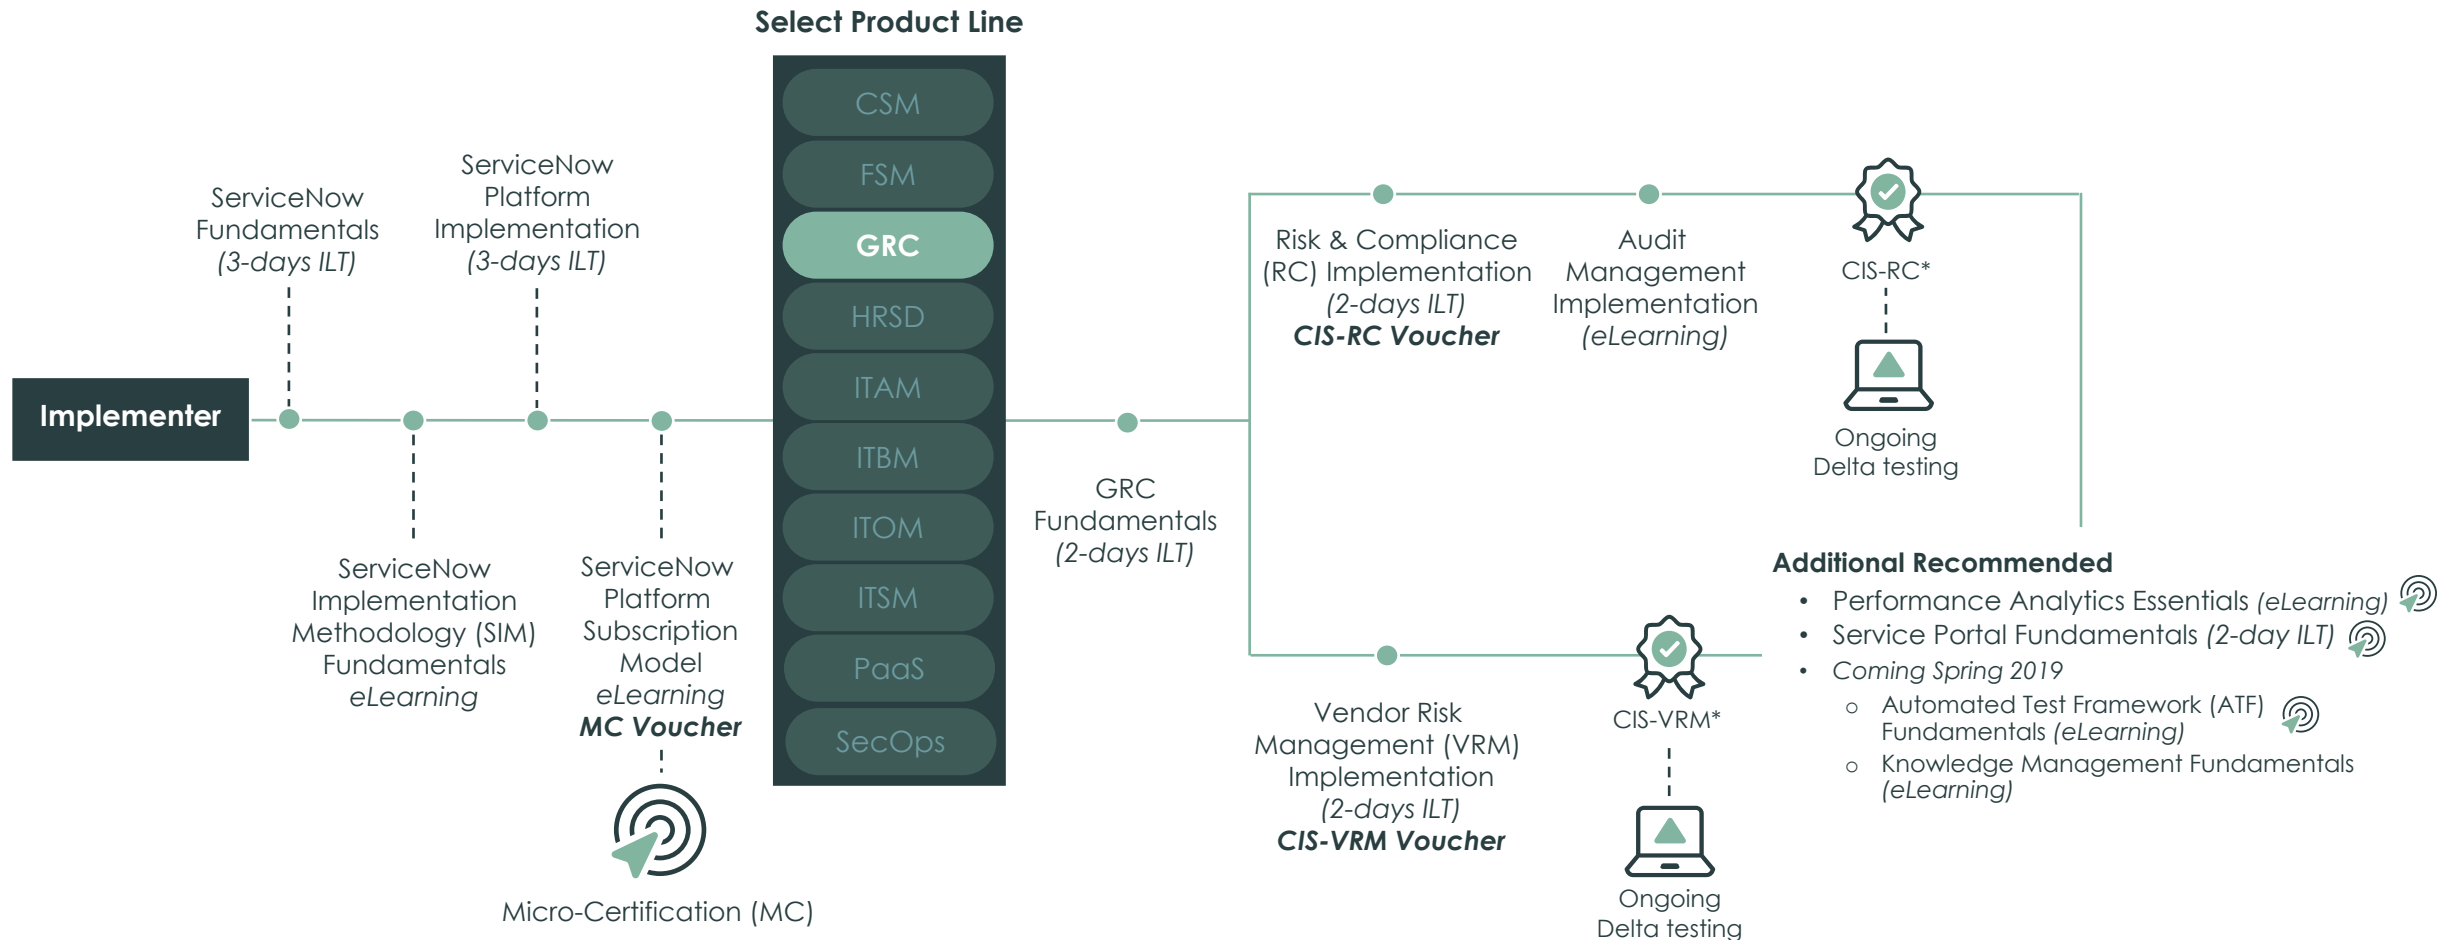 Select Product Line
CSM
FSM
GRC
HRSD
ITAM
ITBM
ITOM
ITSM
PaaS
SecOps
Implementer
ServiceNow
Fundamentals
(3-days ILT)
ServiceNow
Implementation
Methodology (SIM)
Fundamentals
eLearning
ServiceNow
Platform
Implementation
(3-days ILT)
ServiceNow
Platform
Subscription
Model
eLearning
MC Voucher
Micro-Certification (MC)
GRC
Fundamentals
(2-days ILT)
Risk & Compliance
(RC) Implementation
(2-days ILT)
CIS-RC Voucher
Audit
Management
Implementation
(eLearning)
CIS-RC*
Ongoing
Delta testing
Vendor Risk
Management (VRM)
Implementation
(2-days ILT)
CIS-VRM Voucher
CIS-VRM*
Ongoing
Delta testing
Additional Recommended
• Performance Analytics Essentials (eLearning)
• Service Portal Fundamentals (2-day ILT)
• Coming Spring 2019
o Automated Test Framework (ATF)
Fundamentals (eLearning)
o Knowledge Management Fundamentals
(eLearning)